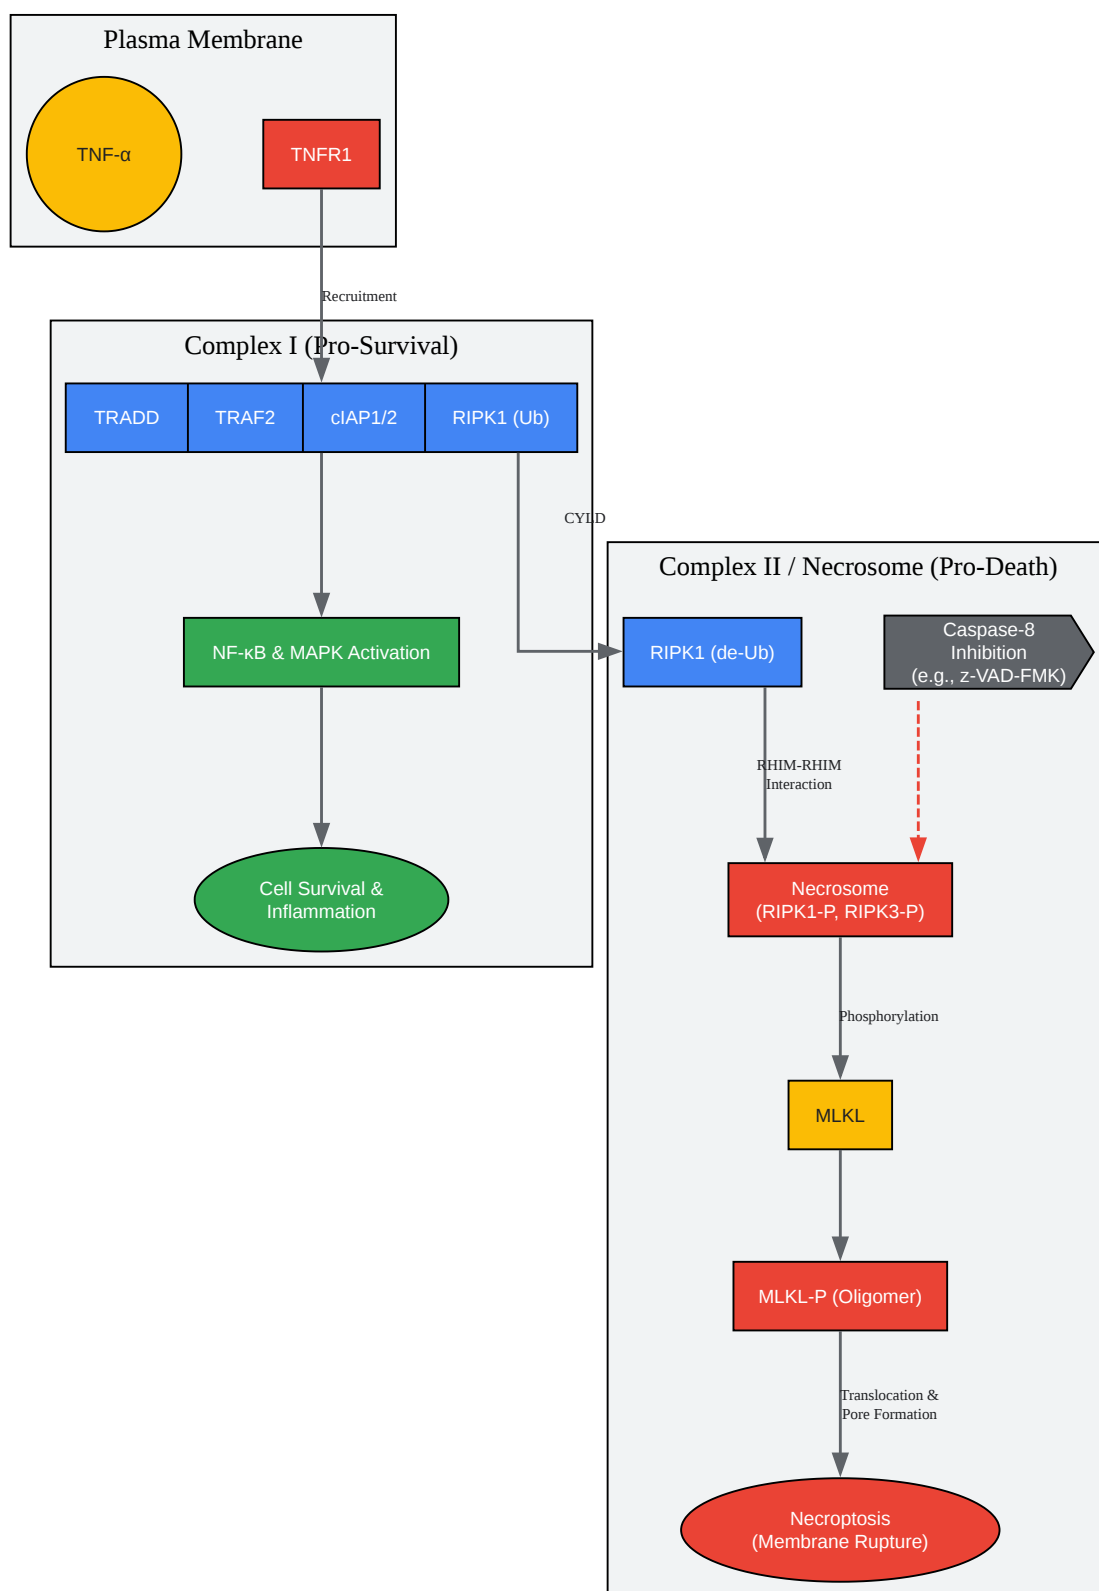 Plasma Membrane
TNF-α
TNFR1
Recruitment
Complex I (Pro-Survival)
TRADD
TRAF2
cIAP1/2
RIPK1 (Ub)
CYLD
NF-κB & MAPK Activation
Cell Survival &
Inflammation
Complex II / Necrosome (Pro-Death)
RIPK1 (de-Ub)
Caspase-8
Inhibition
(e.g., z-VAD-FMK)
RHIM-RHIM
Interaction
Necrosome
(RIPK1-P, RIPK3-P)
Phosphorylation
MLKL
MLKL-P (Oligomer)
Translocation &
Pore Formation
Necroptosis
(Membrane Rupture)